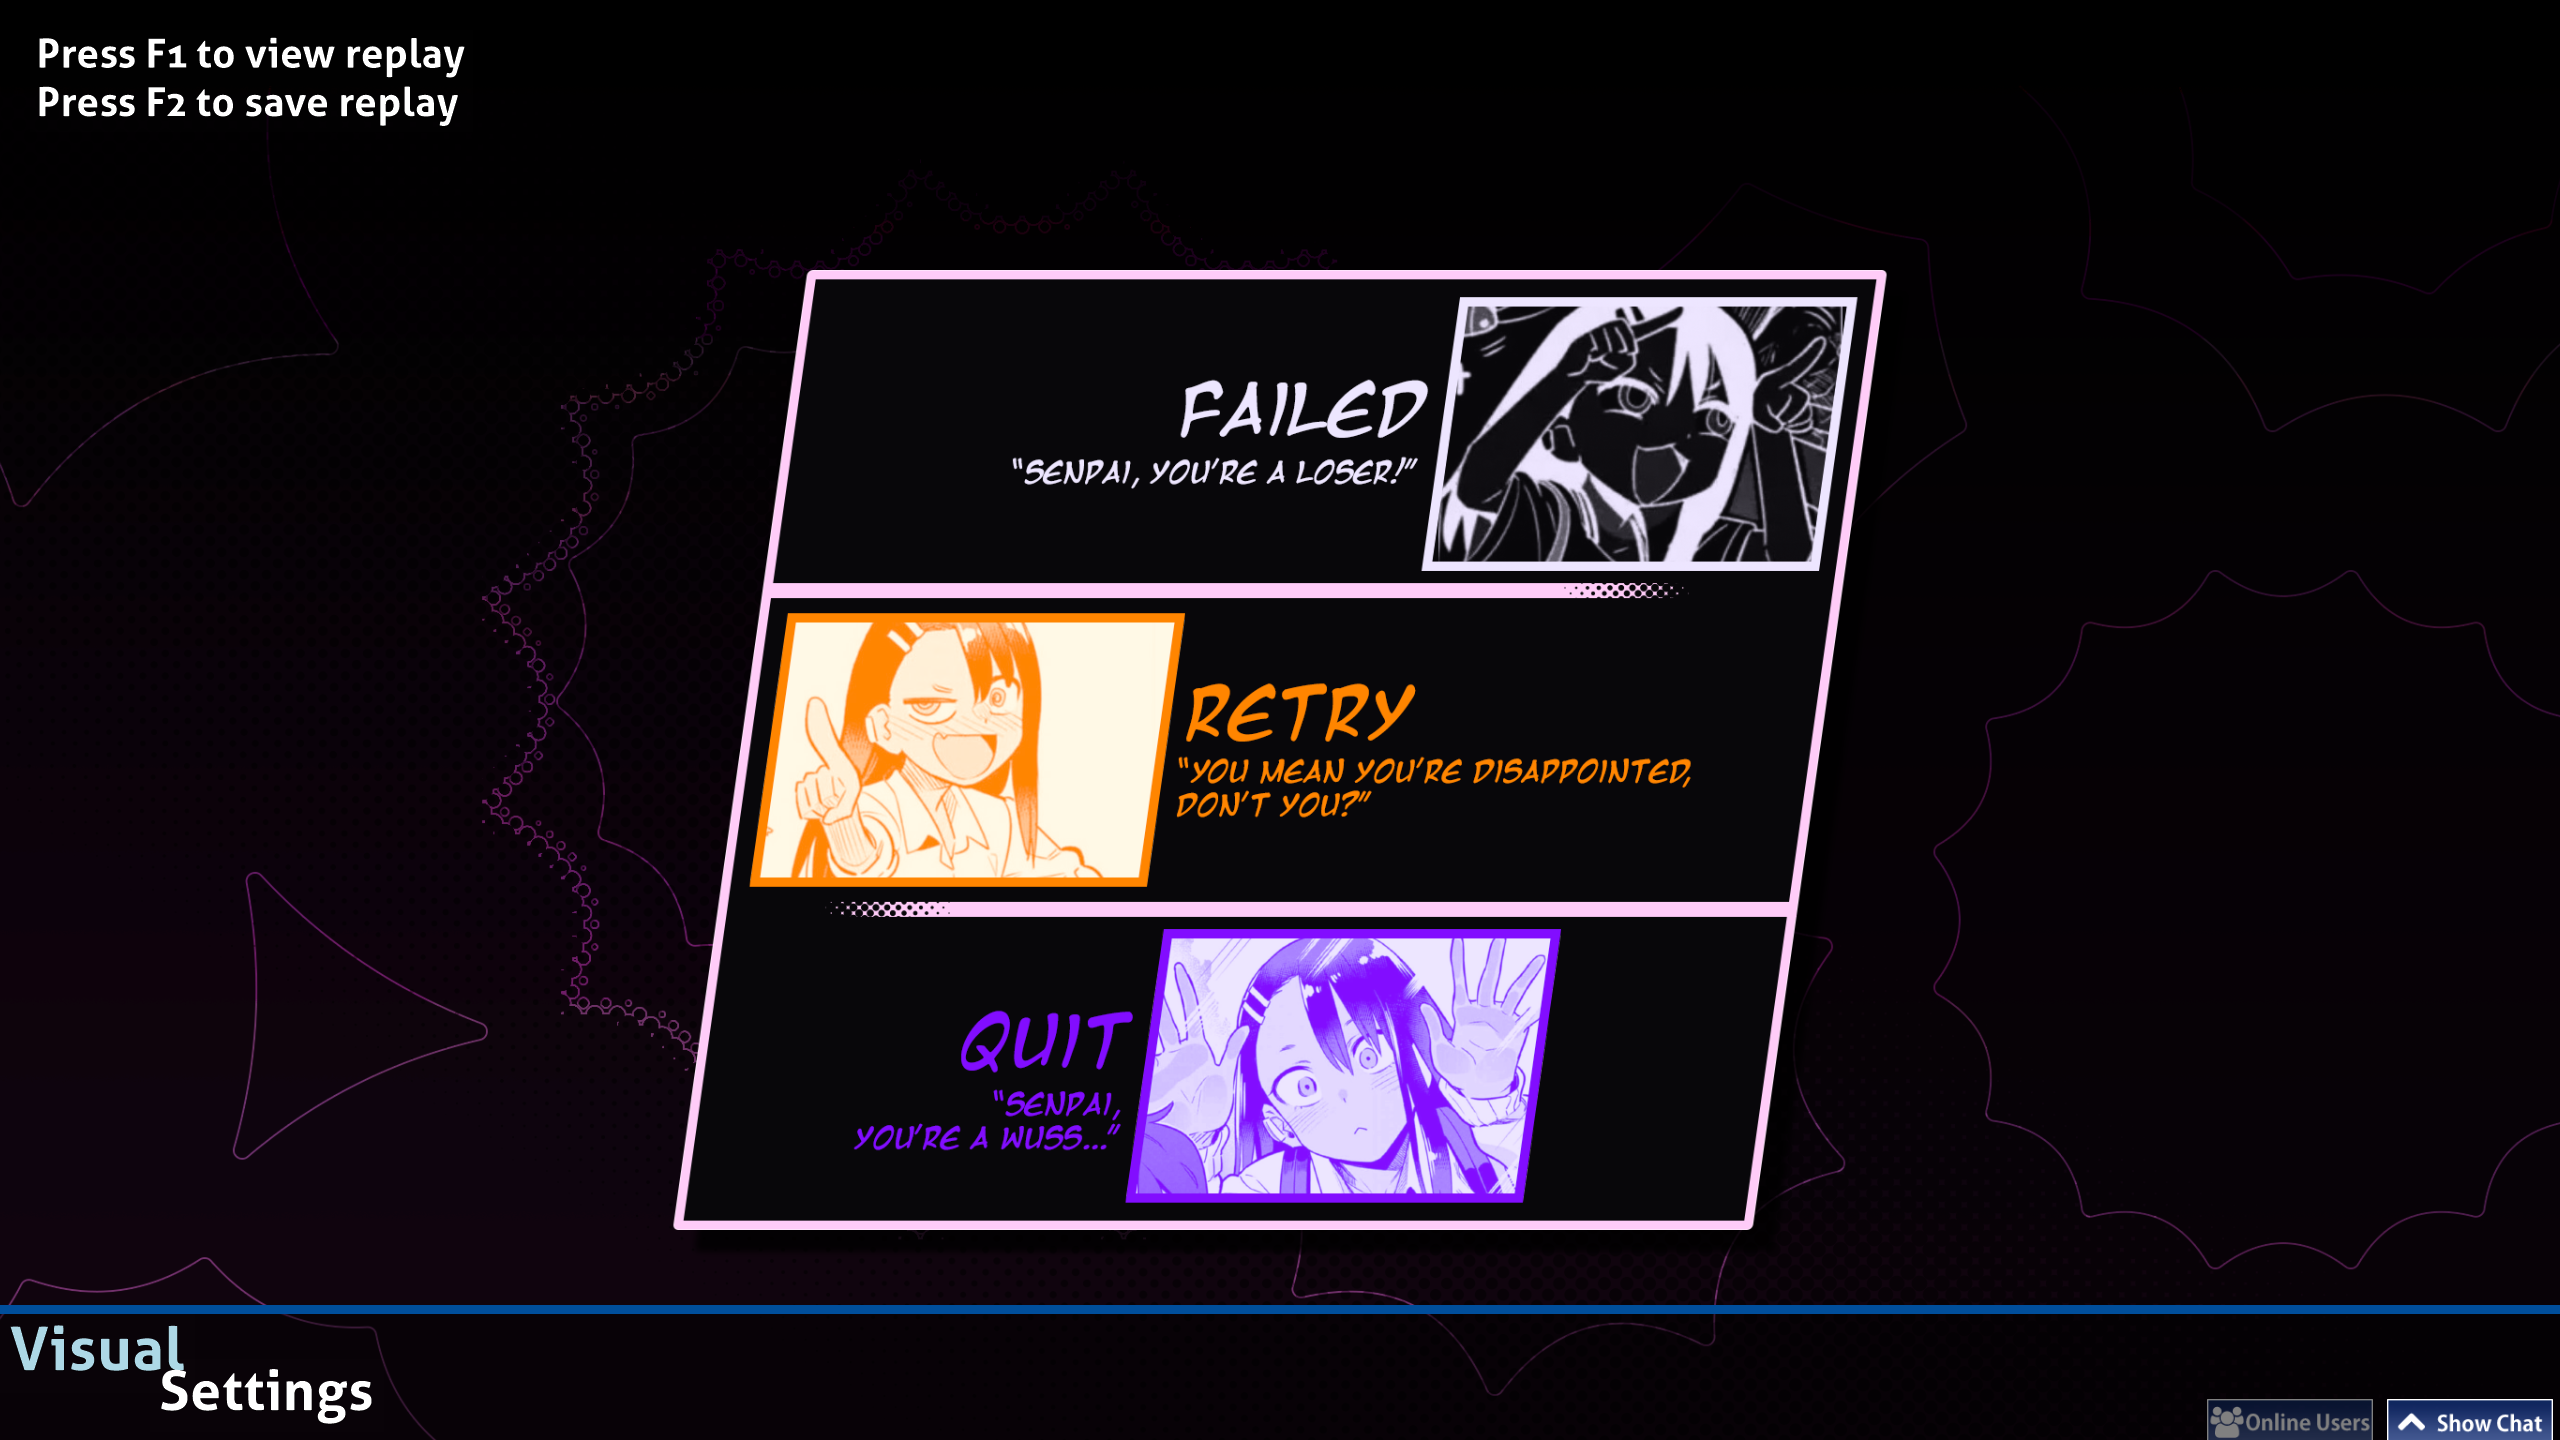 Press F1 to view replay
Press F2 to save replay
FAILED
“SENPAI, YOU'RE A LOSER!”
RETRY
“YOU MEAN YOU'RE DISAPPOINTED,
DON'T YOU?”
QUIT
“SENPAI,
YOU'RE A WUSS...”
Visual
Settings
Online Users
Show Chat